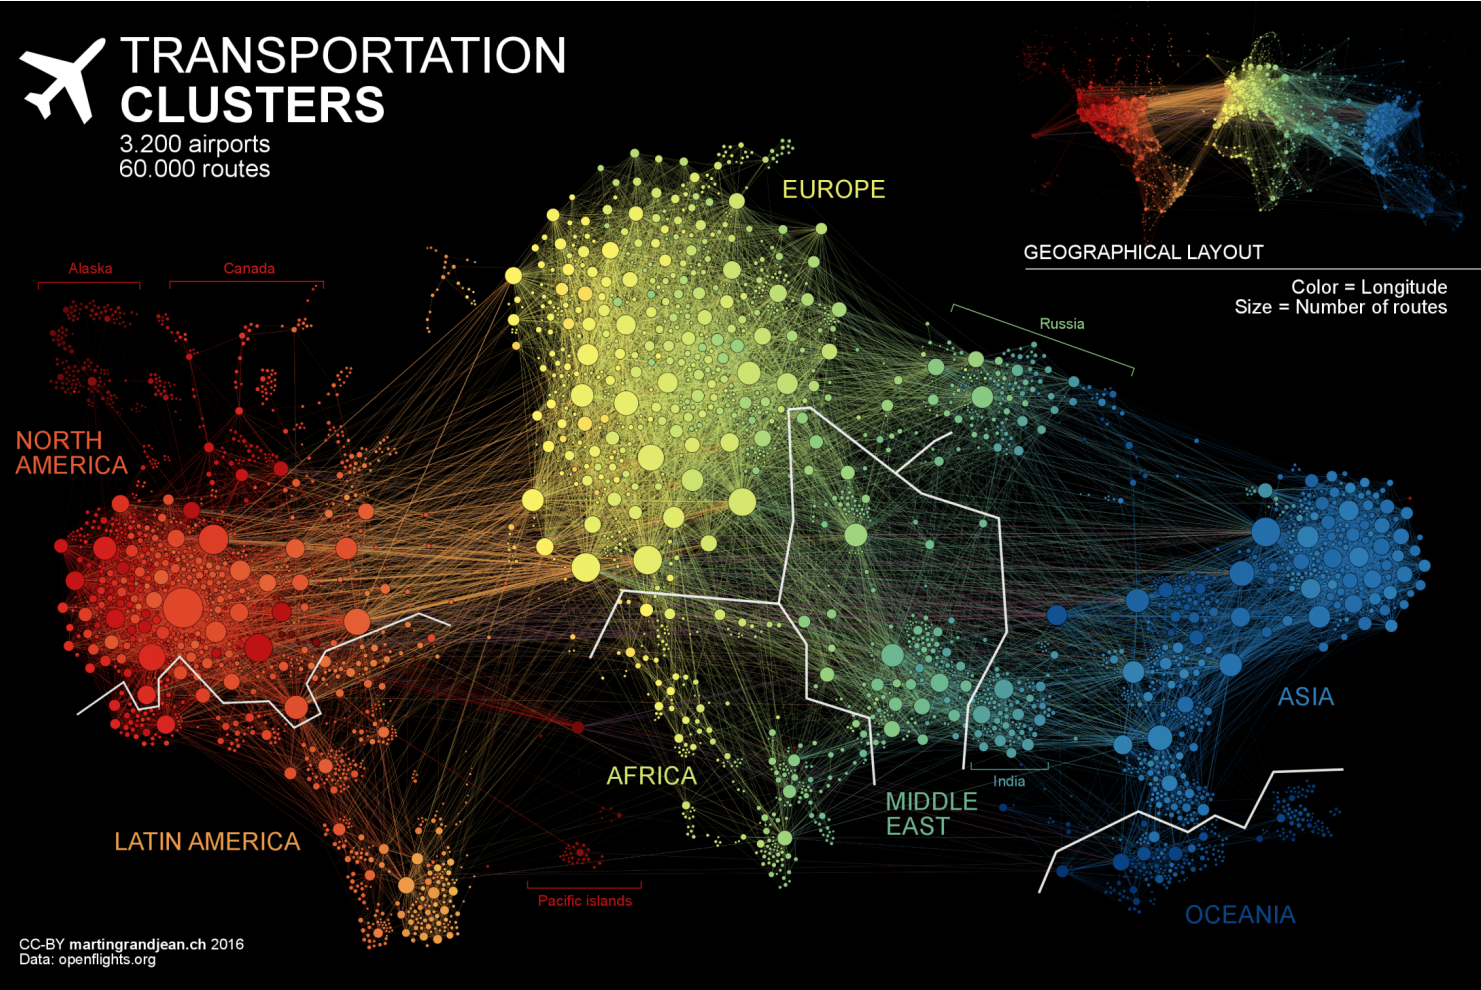 TRANSPORTATION
CLUSTERS
3.200 airports
60.000 routes
EUROPE
GEOGRAPHICAL LAYOUT
Color = Longitude
Size = Number of routes
Alaska
Canada
Russia
NORTH
AMERICA
ASIA
AFRICA
India
MIDDLE
EAST
LATIN AMERICA
Pacific islands
OCEANIA
CC-BY martingrandjean.ch 2016
Data: openflights.org